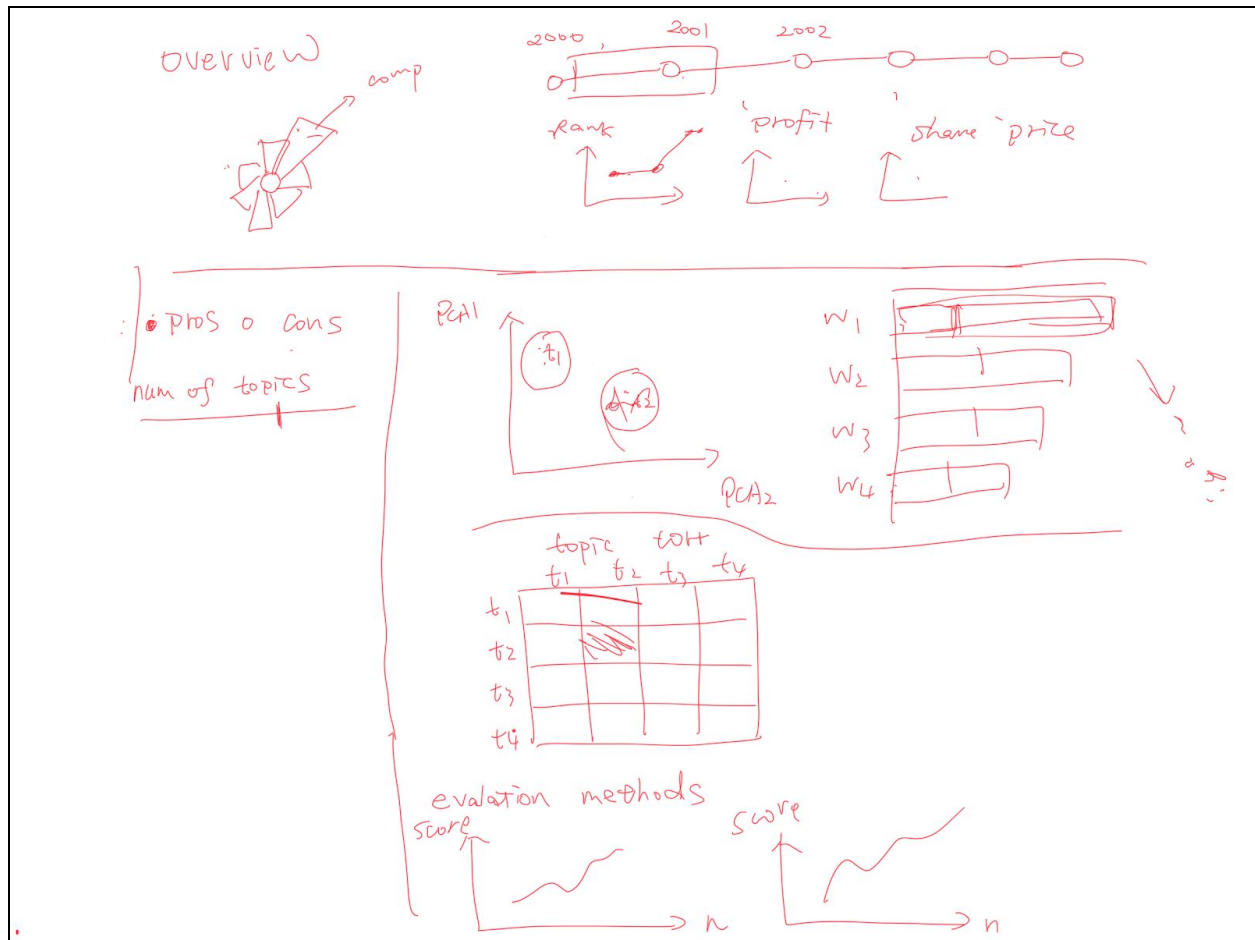 overview
comp
2000 2001 2002
Rank profit share price
pros o cons
num of topics
PCA1
t1
PCA2
W1
W2
W3
W4
topic
t1 t2 t3 t4
t1
t2
t3
t4
evalation methods
score
n
score
n